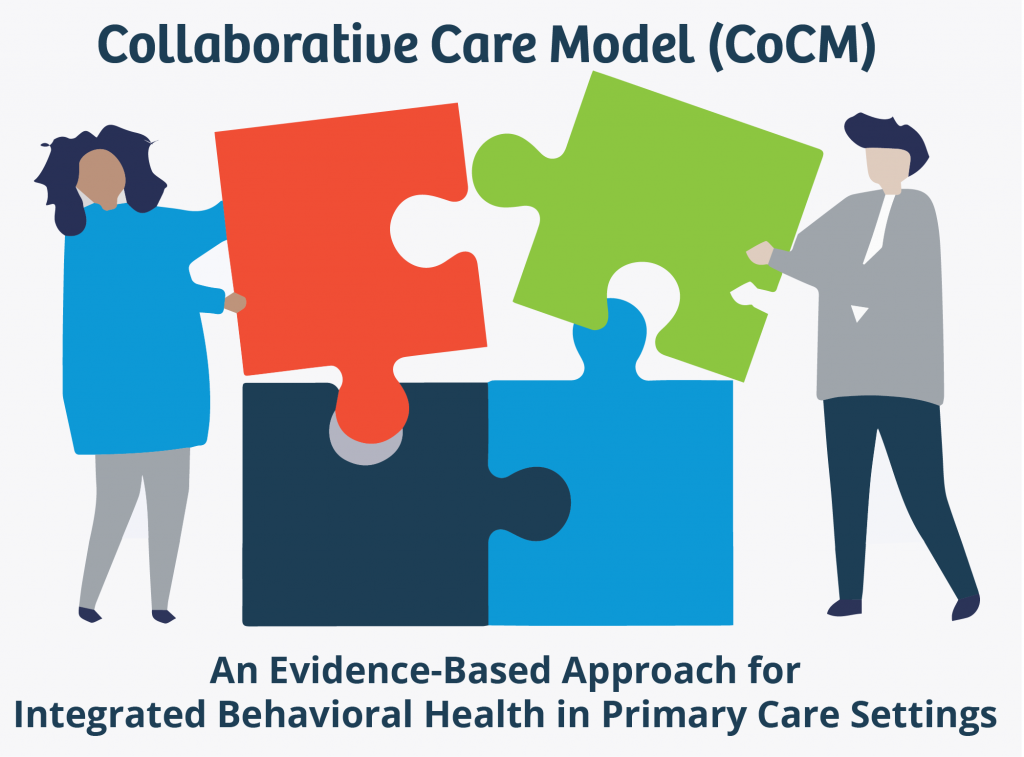 Collaborative Care Model (CoCM)
An Evidence-Based Approach for
Integrated Behavioral Health in Primary Care Settings